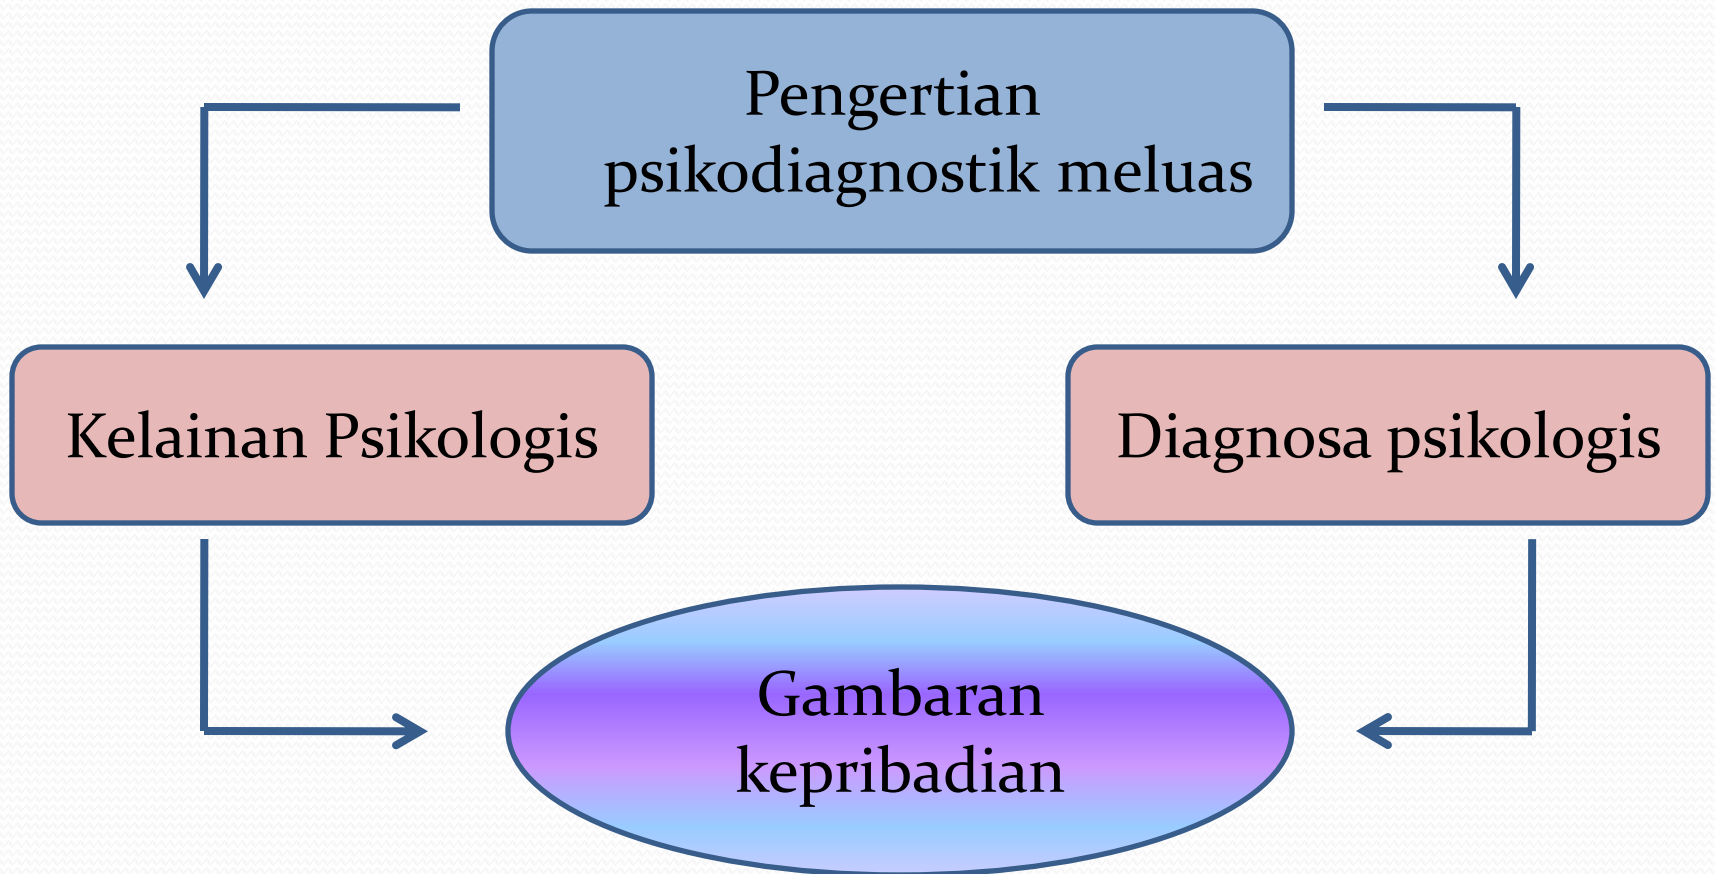 Pengertian
psikodiagnostik meluas
Kelainan Psikologis
Diagnosa psikologis
Gambaran
kepribadian